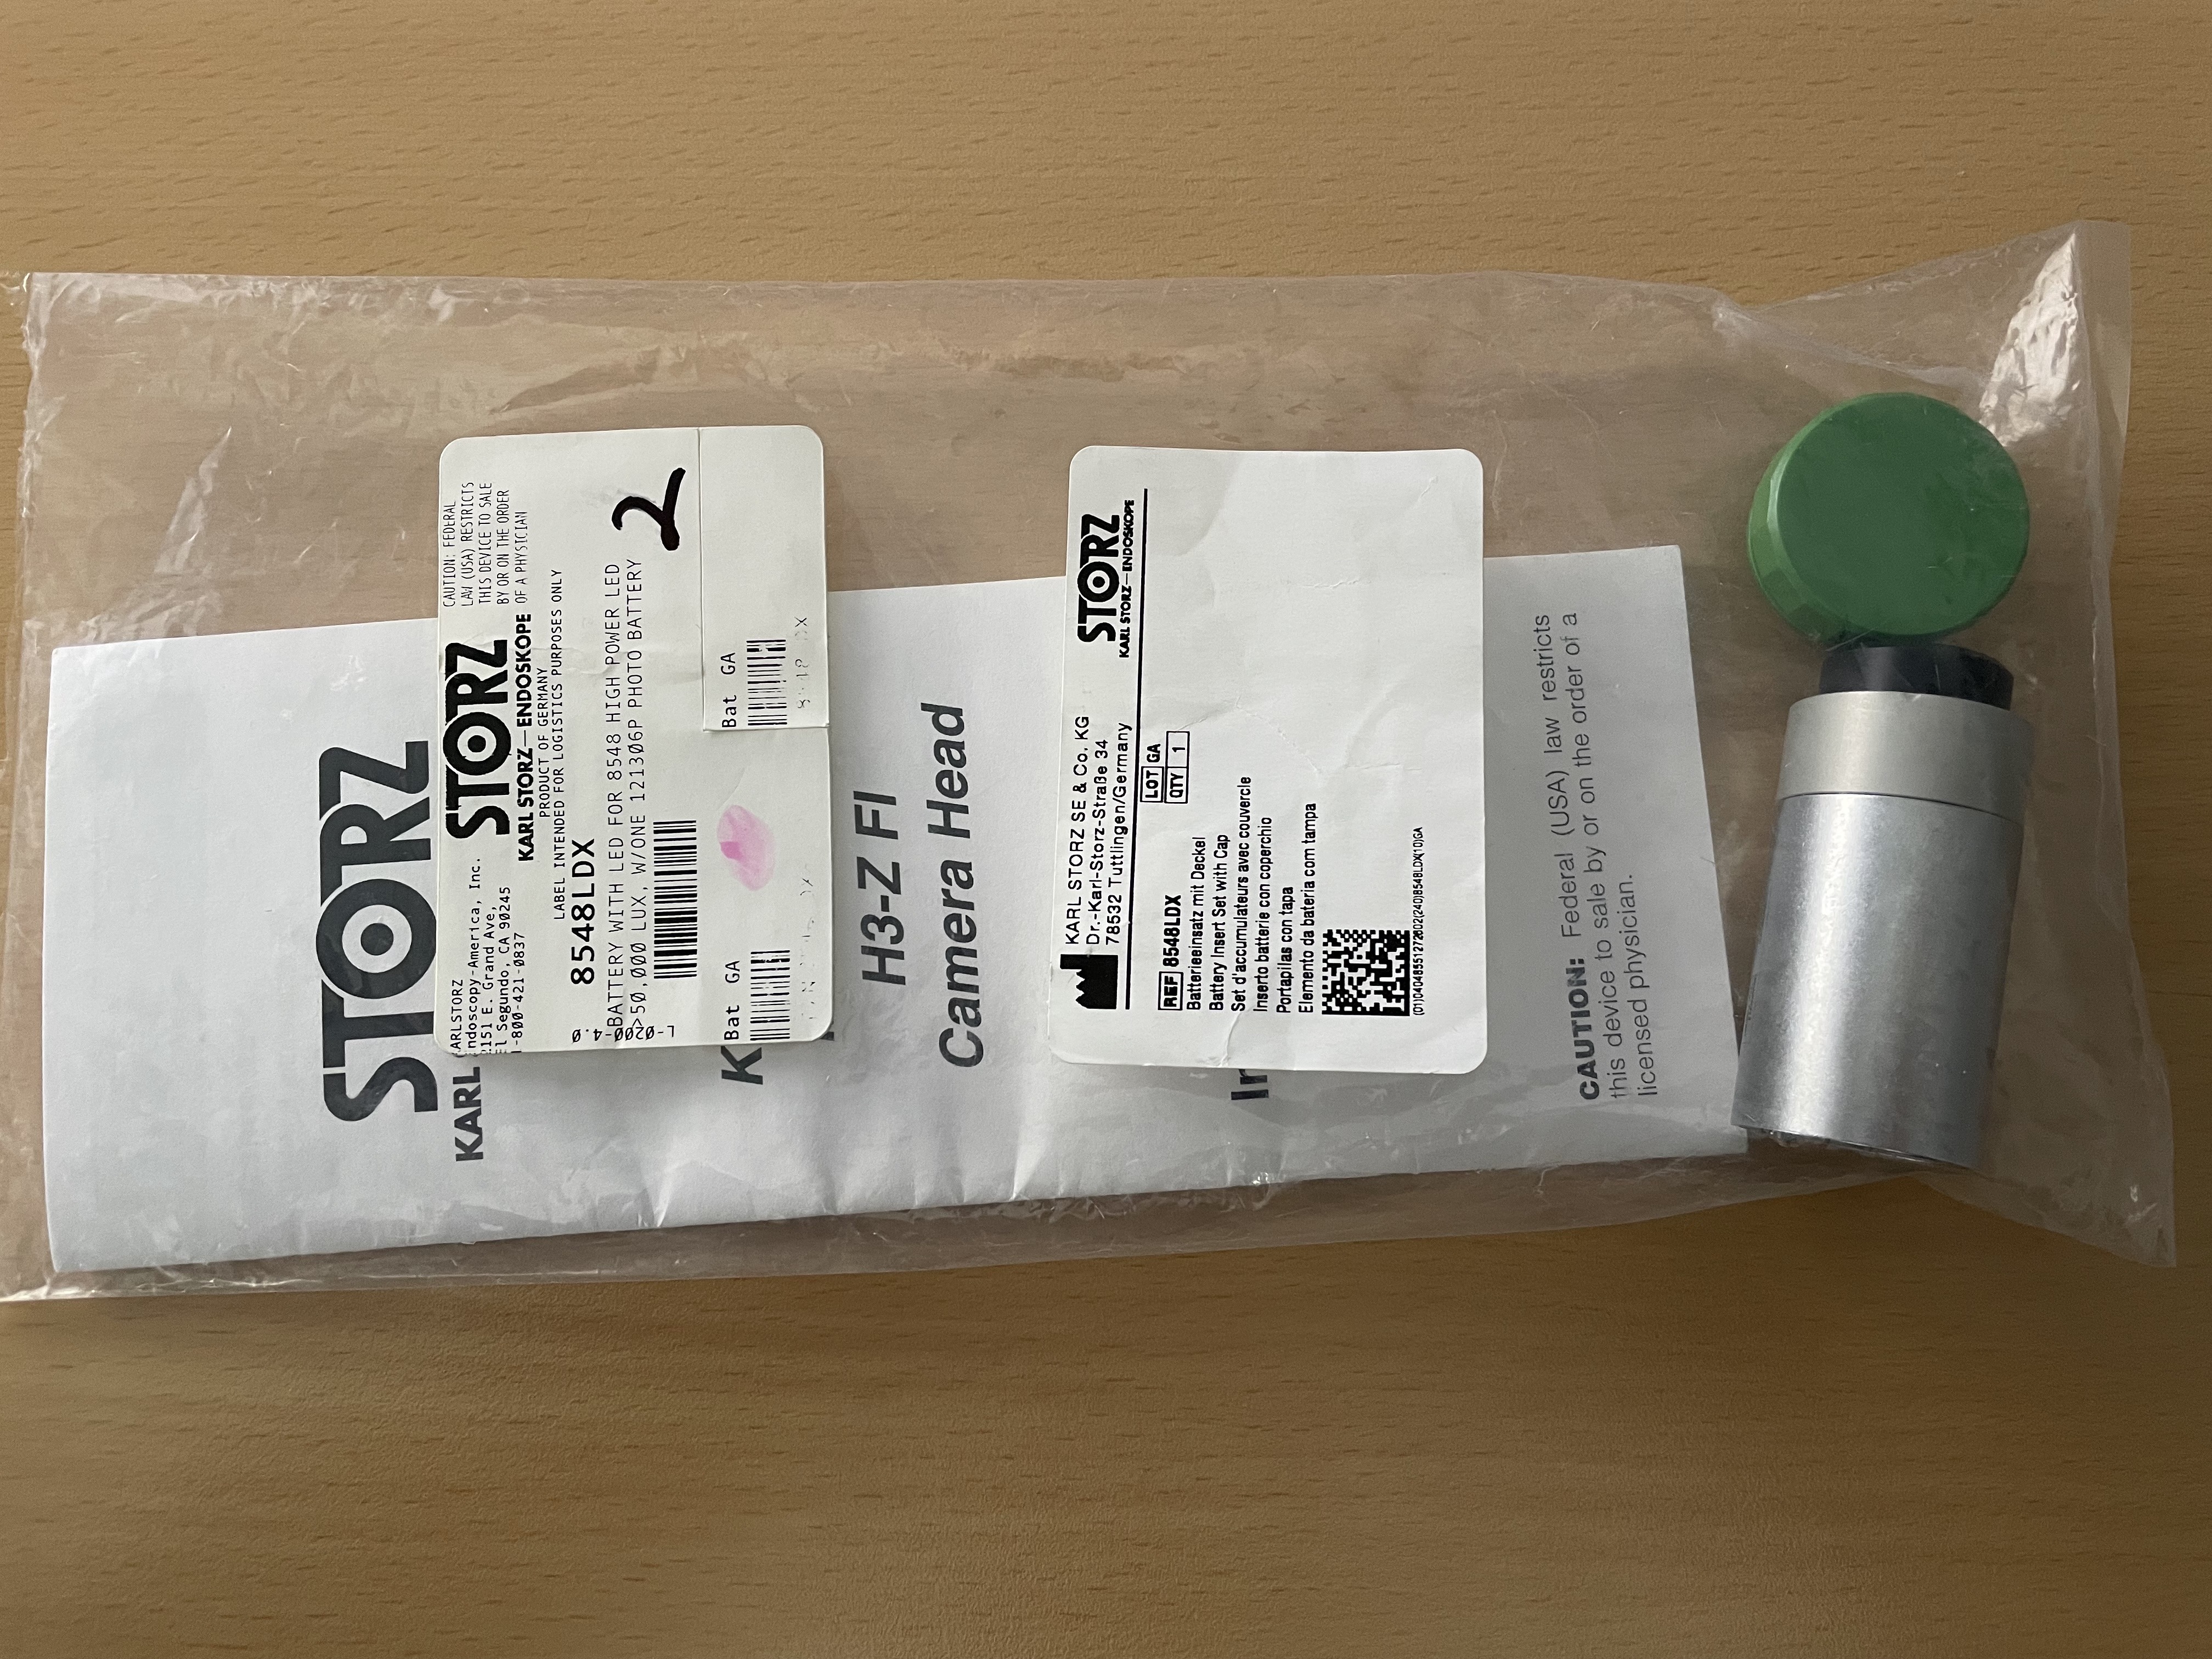 STORZ
KARL
H3-Z FI
Camera Head
CAUTION: Federal (USA) law restricts
this device to sale by or on the order of a
licensed physician.
STORZ
KARL STORZ—ENDOSKOPE
CAUTION: FEDERAL
LAW (USA) RESTRICTS
THIS DEVICE TO SALE
BY OR ON THE ORDER
OF A PHYSICIAN
2151 E. Grand Ave,
El Segundo, CA 90245
1-800-421-0837
PRODUCT OF GERMANY
LABEL INTENDED FOR LOGISTICS PURPOSES ONLY
8548LDX
BATTERY WITH LED FOR 8548 HIGH POWER LED
>50,000 LUX, W/ONE 121306P PHOTO BATTERY
2
L-0200-4.0
Bat GA
Bat GA
KARL STORZ SE & Co. KG
Dr.-Karl-Storz-Straße 34
78532 Tuttlingen/Germany
STORZ
KARL STORZ—ENDOSKOPE
LOT GA
QTY 1
REF 8548LDX
Batterieeinsatz mit Deckel
Battery Insert Set with Cap
Set d'accumulateurs avec couvercle
Inserto batterie con coperchio
Portapilas con tapa
Elemento da bateria com tampa